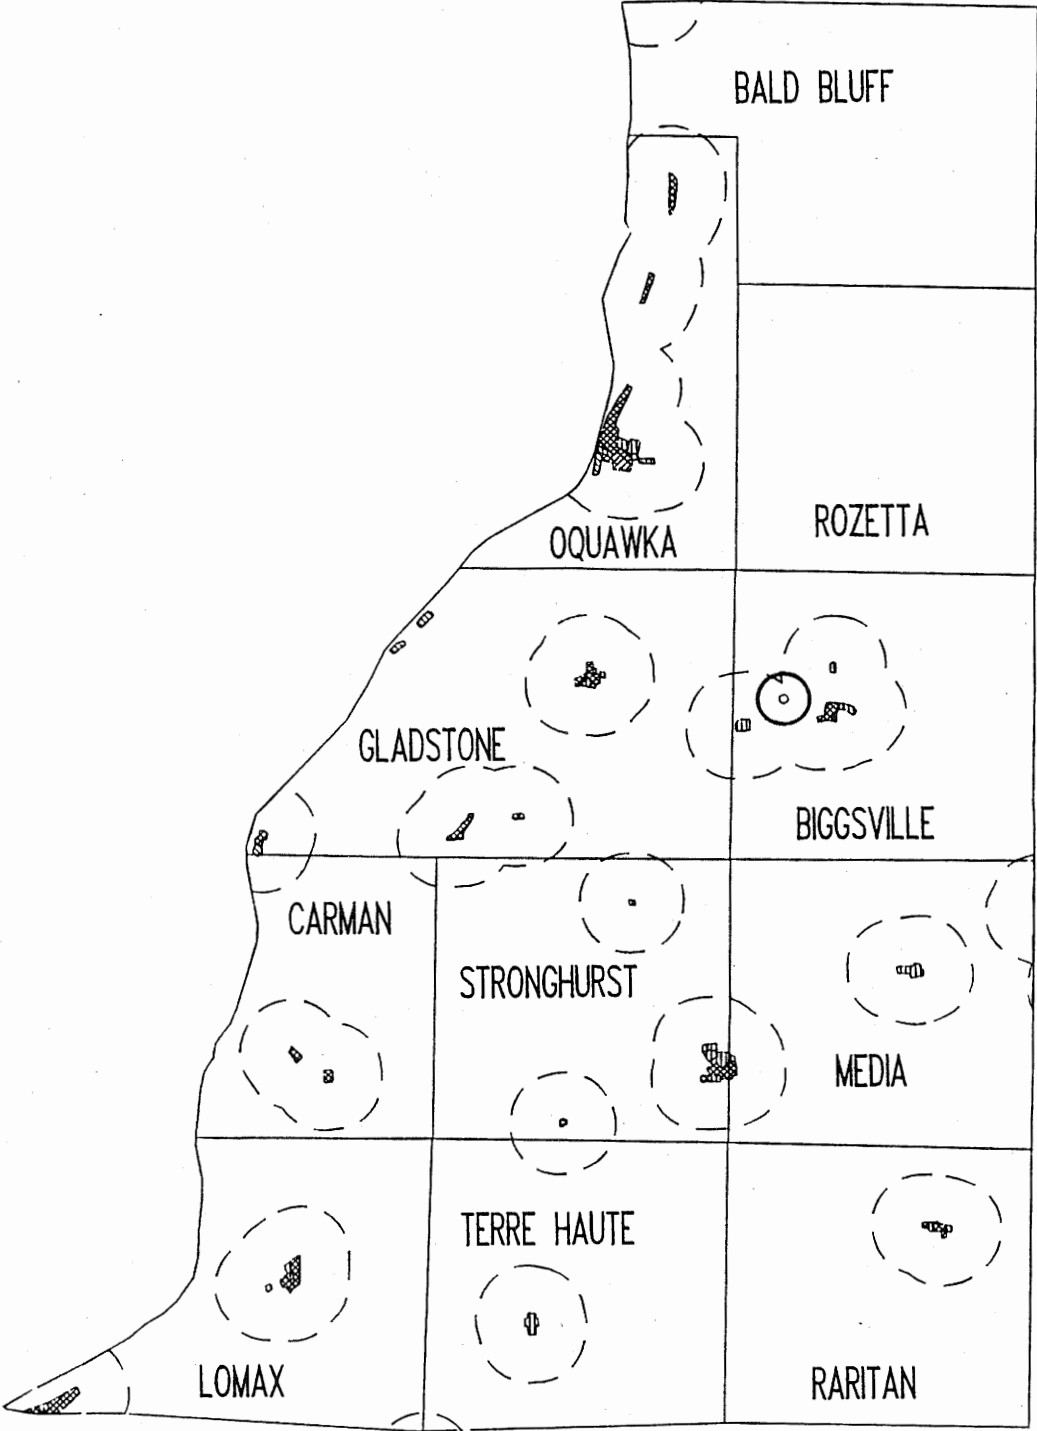 BALD BLUFF
ROZETTA
OQUAWKA
GLADSTONE
BIGGSVILLE
CARMAN
STRONGHURST
MEDIA
TERRE HAUTE
LOMAX
RARITAN